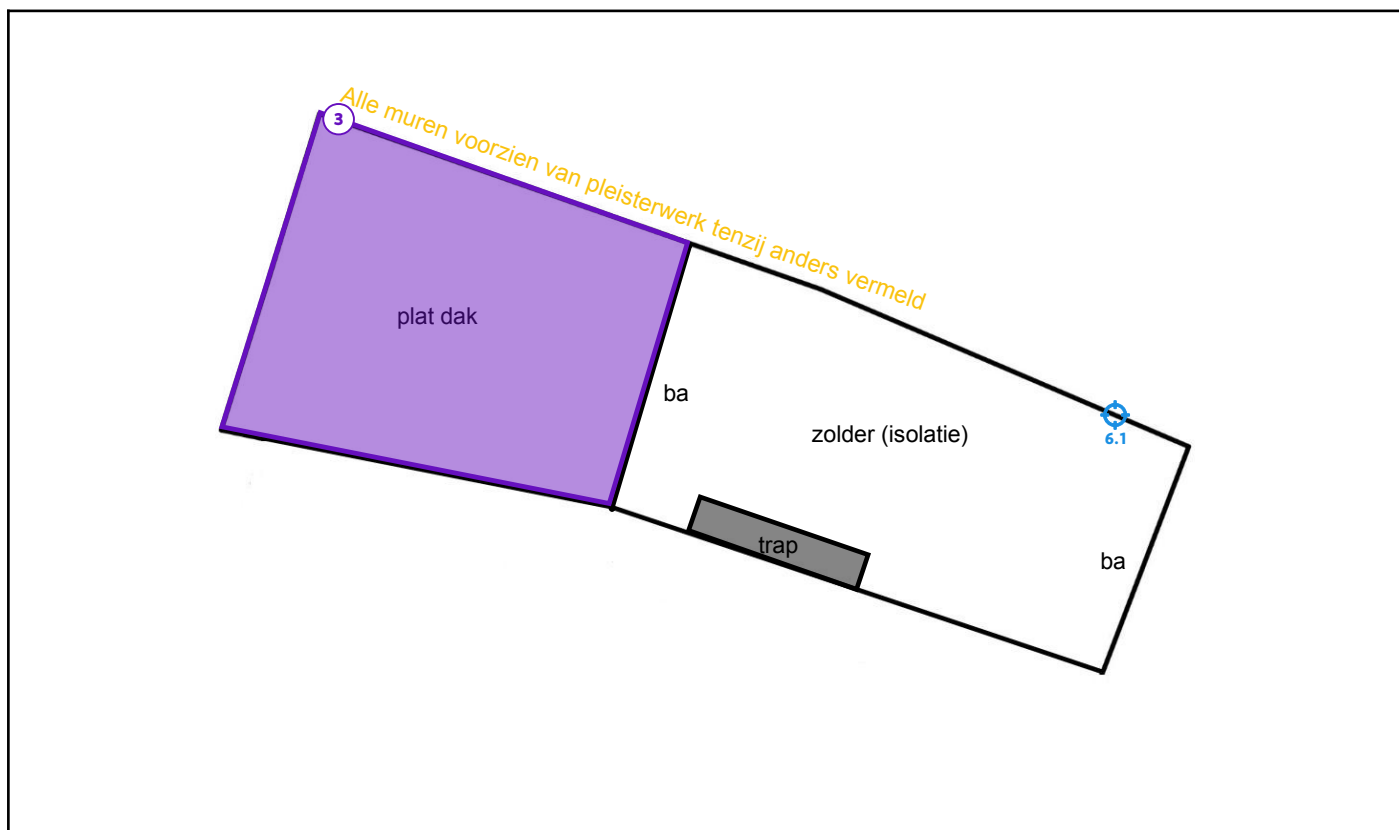 Alle muren voorzien van pleisterwerk tenzij anders vermeld
3
plat dak
ba
zolder (isolatie)
6.1
trap
ba